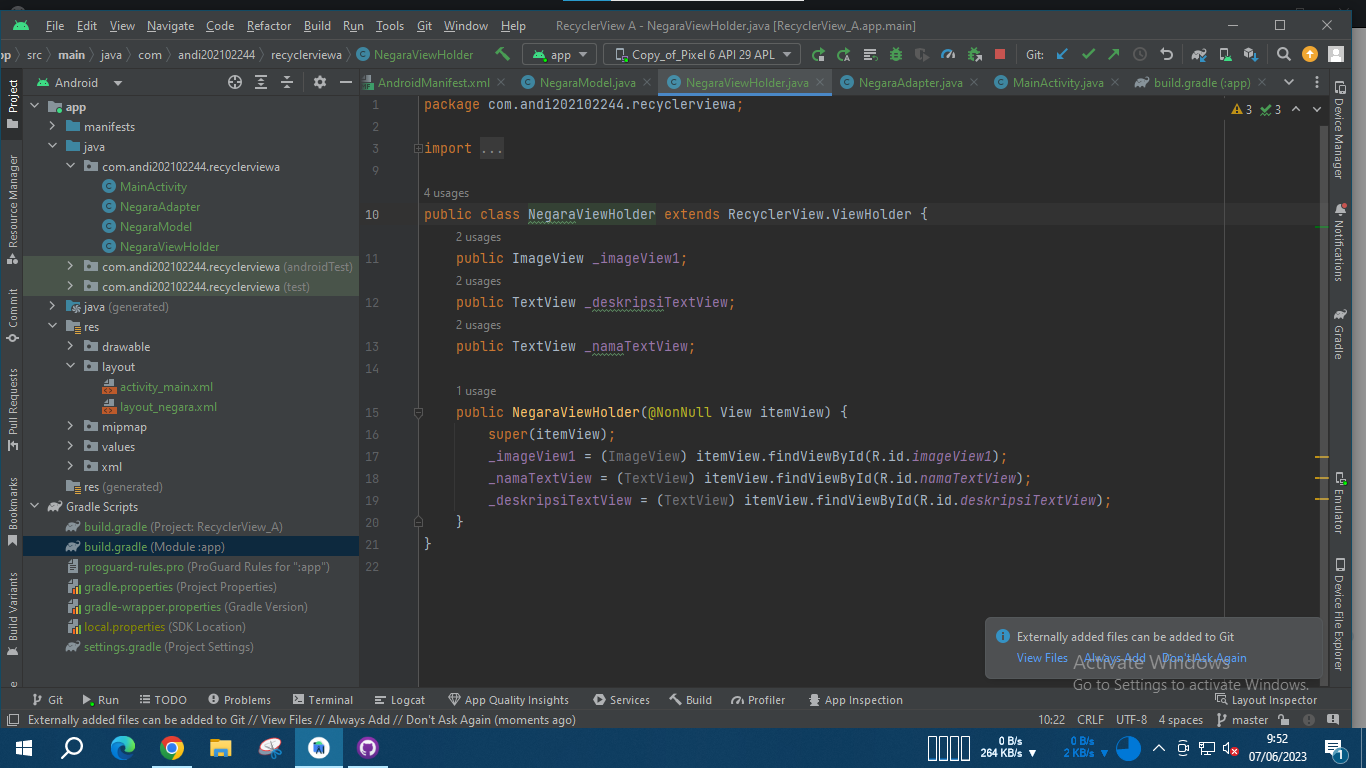 File Edit View Navigate Code Refactor Build Run Tools Git Window Help RecyclerView A - NegaraViewHolder.java [RecyclerView_A.app.main]
pp src main java com andi202102244 recyclerviewa NegaraViewHolder app Copy_of_Pixel 6 API 29 APL Git:
Android AndroidManifest.xml NegaraModel.java NegaraViewHolder.java NegaraAdapter.java MainActivity.java build.gradle (:app)
Project
Resource Manager
Commit
Pull Requests
Bookmarks
Build Variants
app
manifests
java
com.andi202102244.recyclerviewa
MainActivity
NegaraAdapter
NegaraModel
NegaraViewHolder
com.andi202102244.recyclerviewa (androidTest)
com.andi202102244.recyclerviewa (test)
java (generated)
res
drawable
layout
activity_main.xml
layout_negara.xml
mipmap
values
xml
res (generated)
Gradle Scripts
build.gradle (Project: RecyclerView_A)
build.gradle (Module :app)
proguard-rules.pro (ProGuard Rules for ":app")
gradle.properties (Project Properties)
gradle-wrapper.properties (Gradle Version)
local.properties (SDK Location)
settings.gradle (Project Settings)
1 package com.andi202102244.recyclerviewa;
3 3
2
3 import ...
9
4 usages
10 public class NegaraViewHolder extends RecyclerView.ViewHolder {
2 usages
11 public ImageView _imageView1;
2 usages
12 public TextView _deskripsiTextView;
2 usages
13 public TextView _namaTextView;
14
1 usage
15 public NegaraViewHolder(@NonNull View itemView) {
16 super(itemView);
17 _imageView1 = (ImageView) itemView.findViewById(R.id.imageView1);
18 _namaTextView = (TextView) itemView.findViewById(R.id.namaTextView);
19 _deskripsiTextView = (TextView) itemView.findViewById(R.id.deskripsiTextView);
20 }
21 }
22
Device Manager
Notifications
Gradle
Emulator
Device File Explorer
Externally added files can be added to Git
View Files Always Add Don't Ask Again
Activate Windows
Go to Settings to activate Windows.
Git Run TODO Problems Terminal Logcat App Quality Insights Services Build Profiler App Inspection Layout Inspector
Externally added files can be added to Git // View Files // Always Add // Don't Ask Again (moments ago) 10:22 CRLF UTF-8 4 spaces master
0 B/s 0 B/s 9:52
264 KB/s 2 KB/s 07/06/2023
1